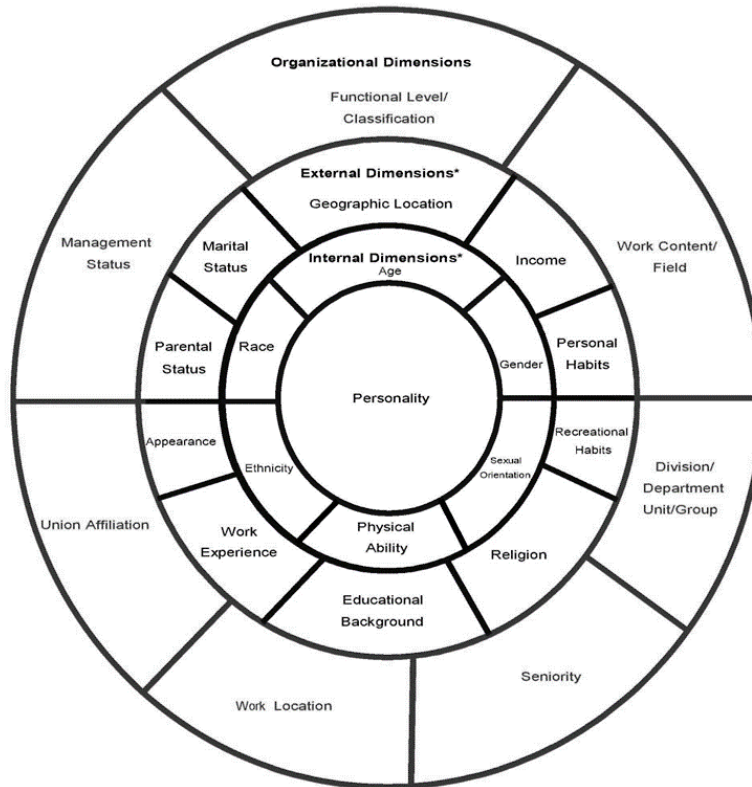 Organizational Dimensions
Functional Level/
Classification
External Dimensions*
Geographic Location
Internal Dimensions*
Age
Management
Status
Marital
Status
Income
Work Content/
Field
Parental
Status
Race
Gender
Personal
Habits
Personality
Appearance
Ethnicity
Sexual
Orientation
Recreational
Habits
Union Affiliation
Work
Experience
Physical
Ability
Religion
Division/
Department
Unit/Group
Educational
Background
Work Location
Seniority